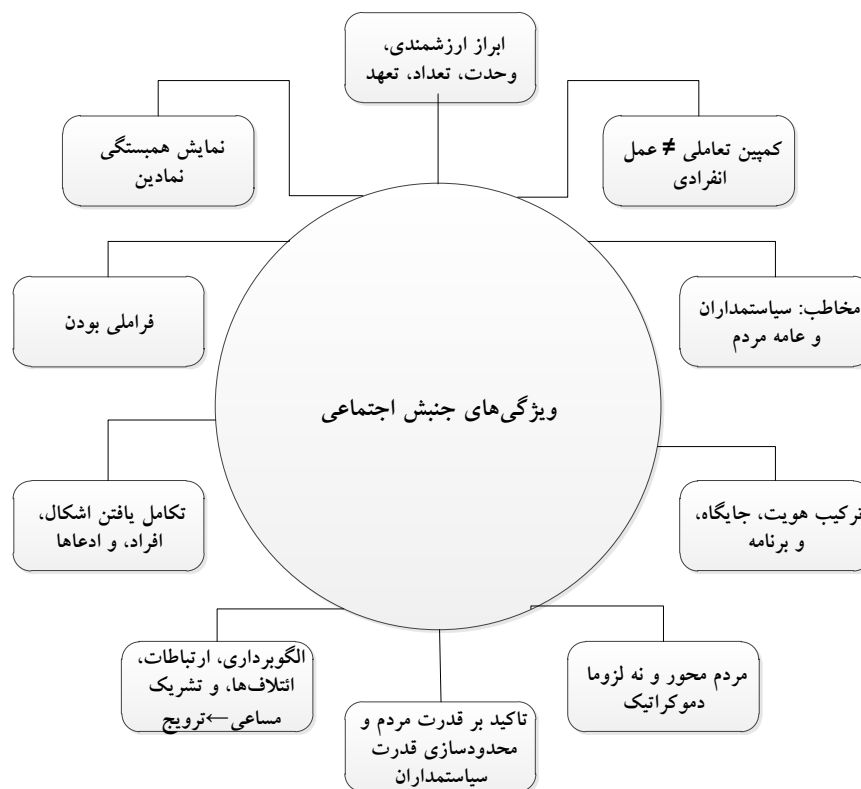 ابراز ارزشمندی،
وحدت، تعداد، تعهد
کمپین تعاملی ≠ عمل
انفرادی
مخاطب: سیاستمداران
و عامه مردم
ترکیب هویت، جایگاه،
و برنامه
مردم محور و نه لزوما
دموکراتیک
تاکید بر قدرت مردم و
محدودسازی قدرت
سیاستمداران
الگوبرداری، ارتباطات،
ائتلاف‌ها، و تشریک
مساعی←ترویج
تکامل یافتن اشکال،
افراد، و ادعاها
فراملی بودن
نمایش همبستگی
نمادین
ویژگی‌های جنبش اجتماعی